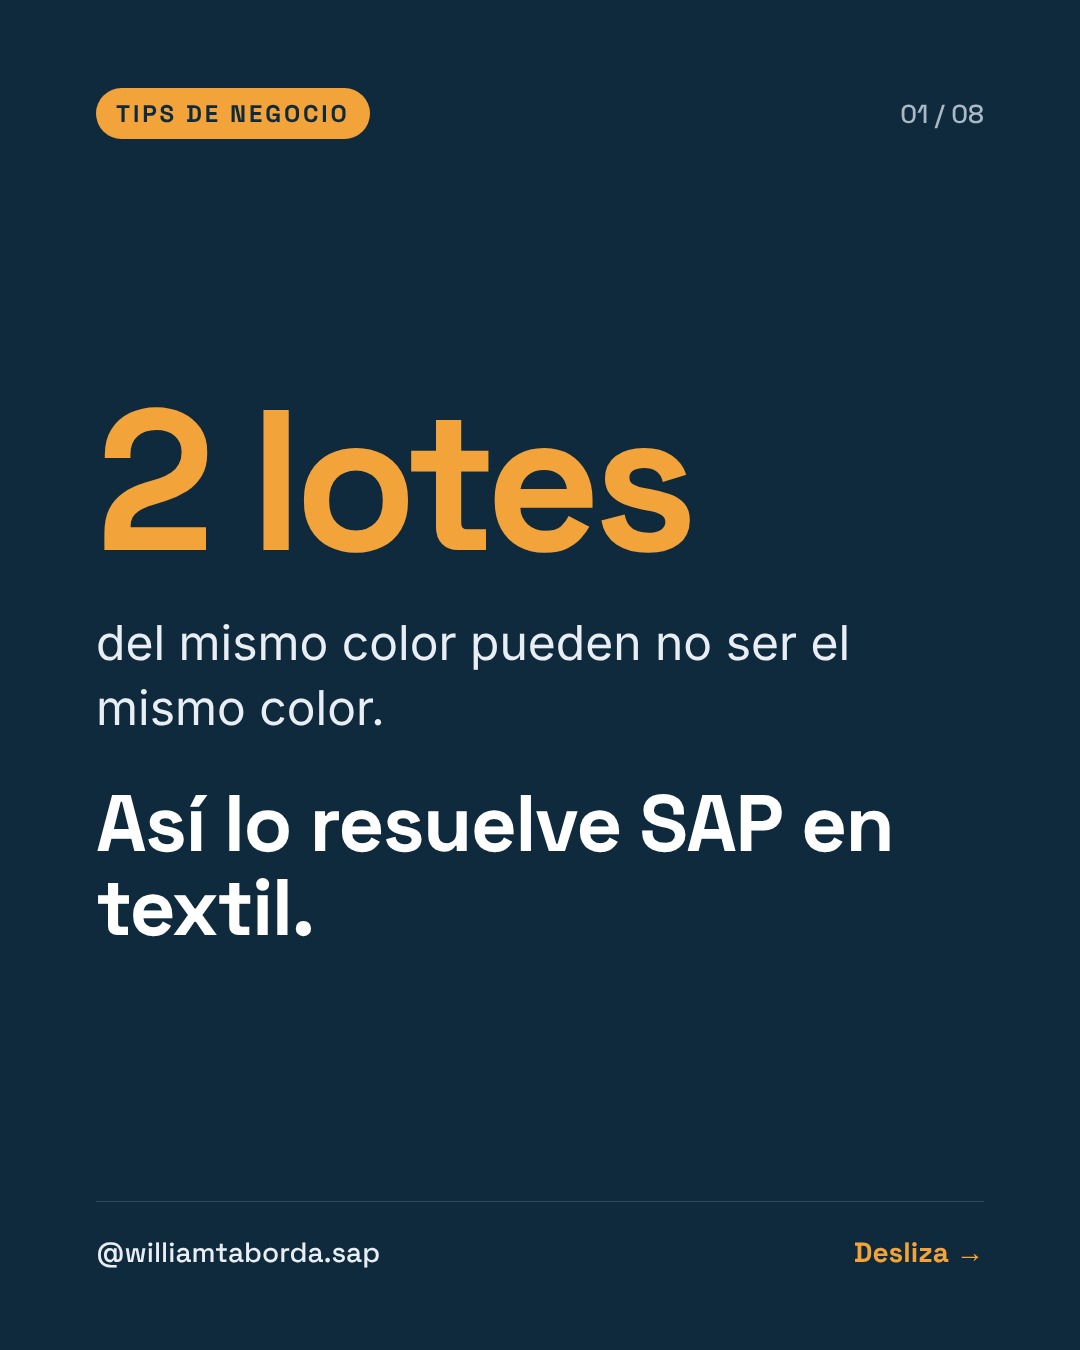 TIPS DE NEGOCIO
01 / 08
2 lotes
del mismo color pueden no ser el
mismo color.
Así lo resuelve SAP en
textil.
@williamtaborda.sap
Desliza →